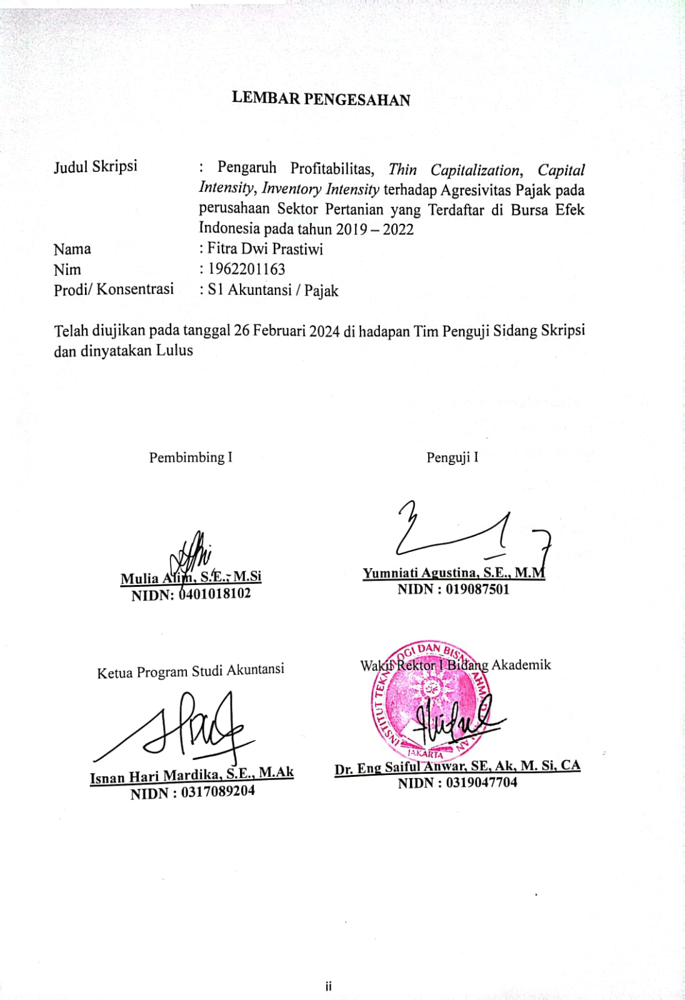 LEMBAR PENGESAHAN
Judul Skripsi : Pengaruh Profitabilitas, Thin Capitalization, Capital
Intensity, Inventory Intensity terhadap Agresivitas Pajak pada
perusahaan Sektor Pertanian yang Terdaftar di Bursa Efek
Indonesia pada tahun 2019 – 2022
Nama : Fitra Dwi Prastiwi
Nim : 1962201163
Prodi/ Konsentrasi : S1 Akuntansi / Pajak
Telah diujikan pada tanggal 26 Februari 2024 di hadapan Tim Penguji Sidang Skripsi
dan dinyatakan Lulus
Pembimbing I
Mulia Alim, S.E., M.Si
NIDN: 0401018102
Penguji I
Yumniati Agustina, S.E., M.M
NIDN : 019087501
Ketua Program Studi Akuntansi
Isnan Hari Mardika, S.E., M.Ak
NIDN : 0317089204
Wakil Rektor I Bidang Akademik
INSTITUT TEKNOLOGI DAN BISNIS AHMAD
JAKARTA
Dr. Eng Saiful Anwar, SE, Ak, M. Si, CA
NIDN : 0319047704
ii